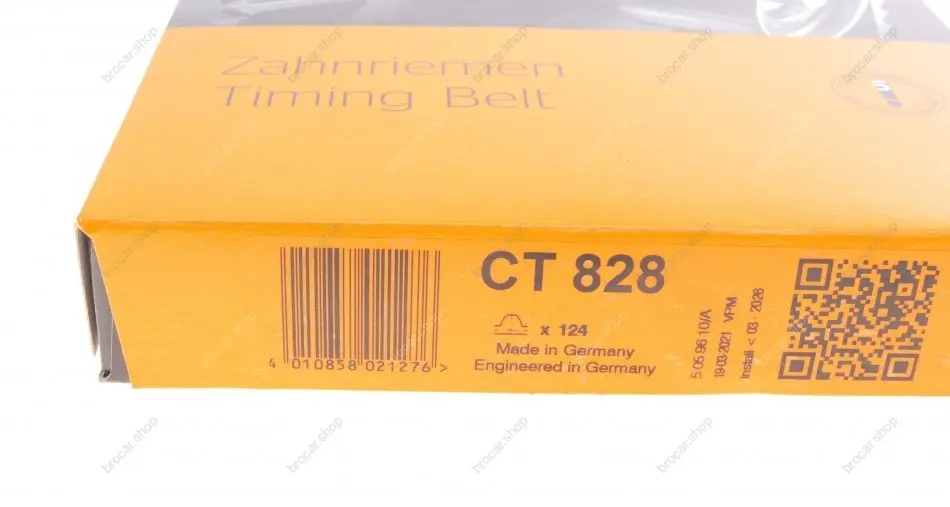 Zahnriemen
Timing Belt
CT 828
x 124
Made in Germany
Engineered in Germany
4 010858 021276 >
5 05 96 10/A
19-03-2021 VPM
Install < 03 - 2026
brocar.shop